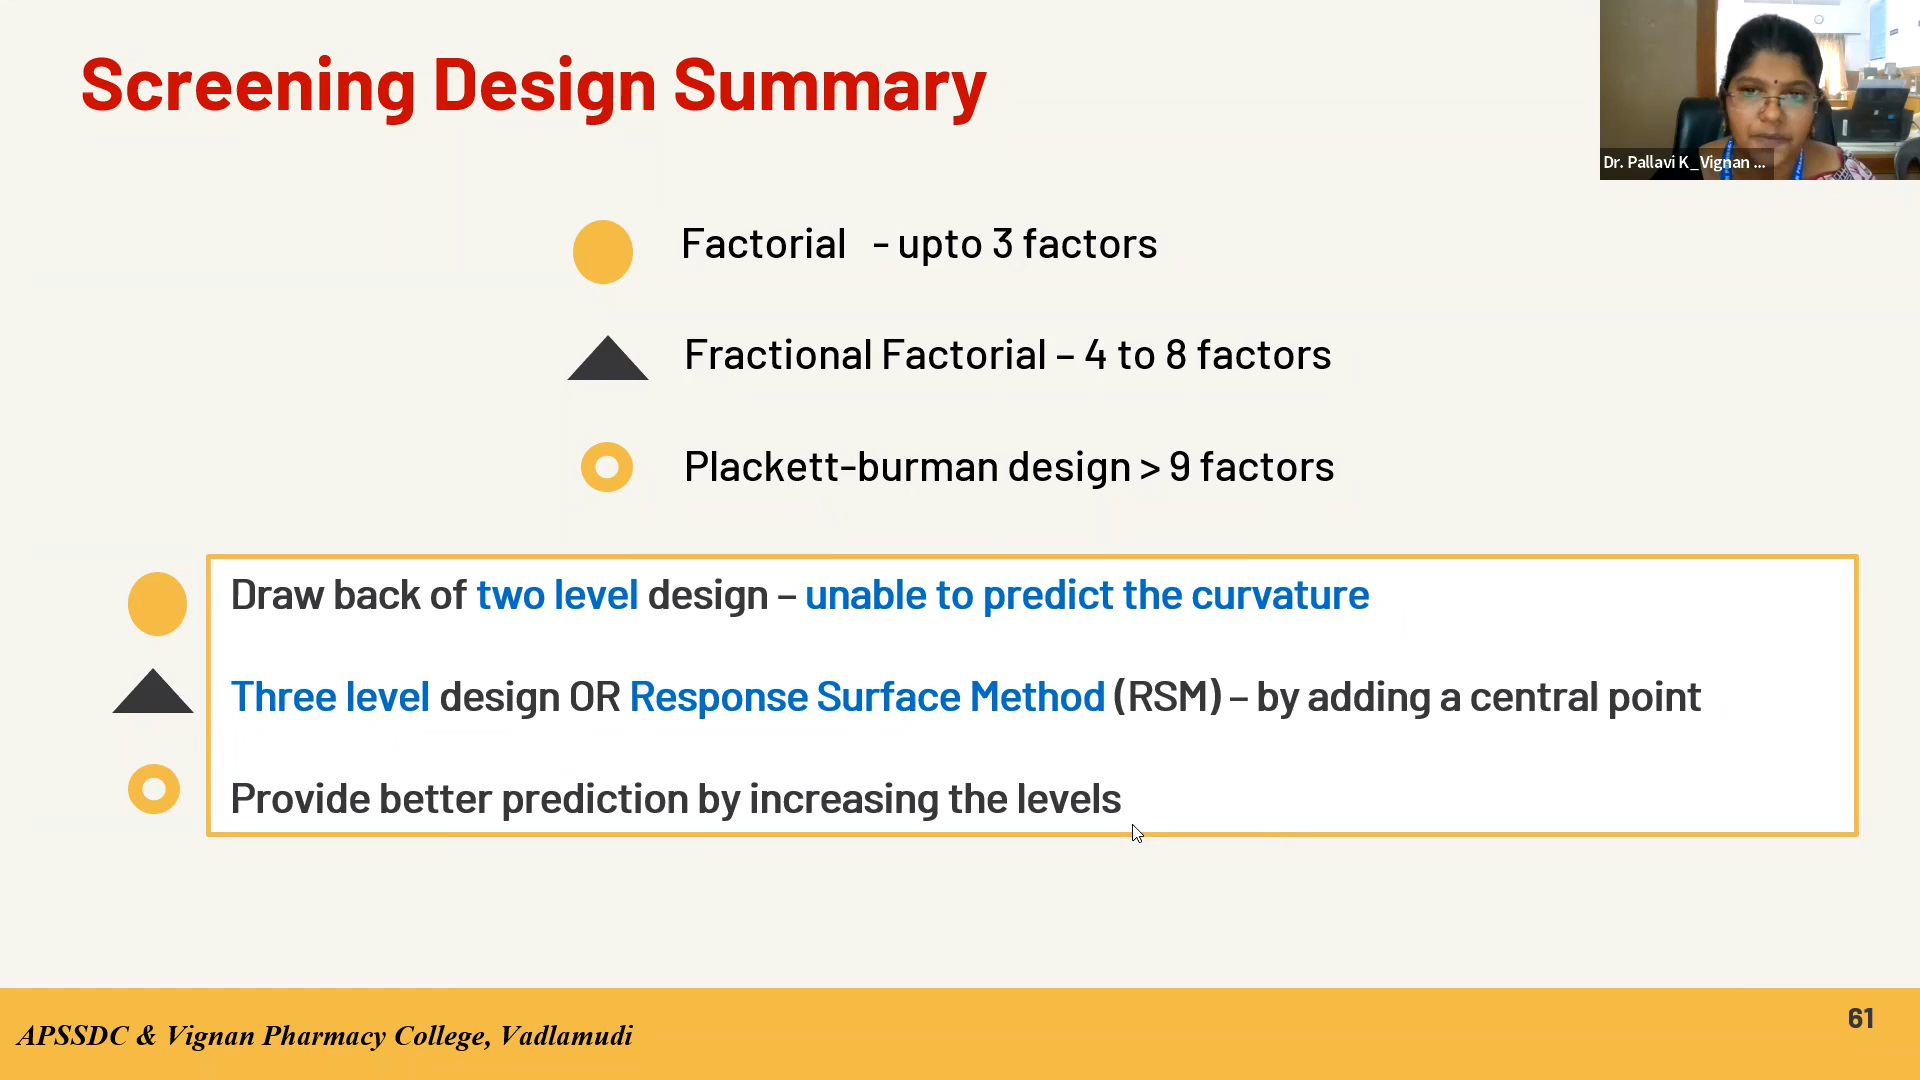 Screening Design Summary
Dr. Pallavi K_Vignan ...
Factorial - upto 3 factors
Fractional Factorial – 4 to 8 factors
Plackett-burman design > 9 factors
Draw back of two level design – unable to predict the curvature
Three level design OR Response Surface Method (RSM) – by adding a central point
Provide better prediction by increasing the levels
APSSDC & Vignan Pharmacy College, Vadlamudi
61